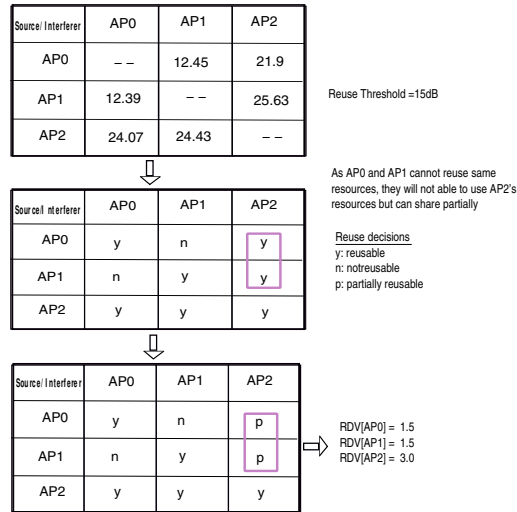 Source/ Interferer AP0 AP1 AP2
AP0 – – 12.45 21.9
AP1 12.39 – – 25.63
AP2 24.07 24.43 – –
Reuse Threshold =15dB
As AP0 and AP1 cannot reuse same
resources, they will not able to use AP2's
resources but can share partially
Source/I nterferer AP0 AP1 AP2
AP0 y n y
AP1 n y y
AP2 y y y
Reuse decisions
y: reusable
n: notreusable
p: partially reusable
Source/ Interferer AP0 AP1 AP2
AP0 y n p
AP1 n y p
AP2 y y y
RDV[AP0] = 1.5
RDV[AP1] = 1.5
RDV[AP2] = 3.0